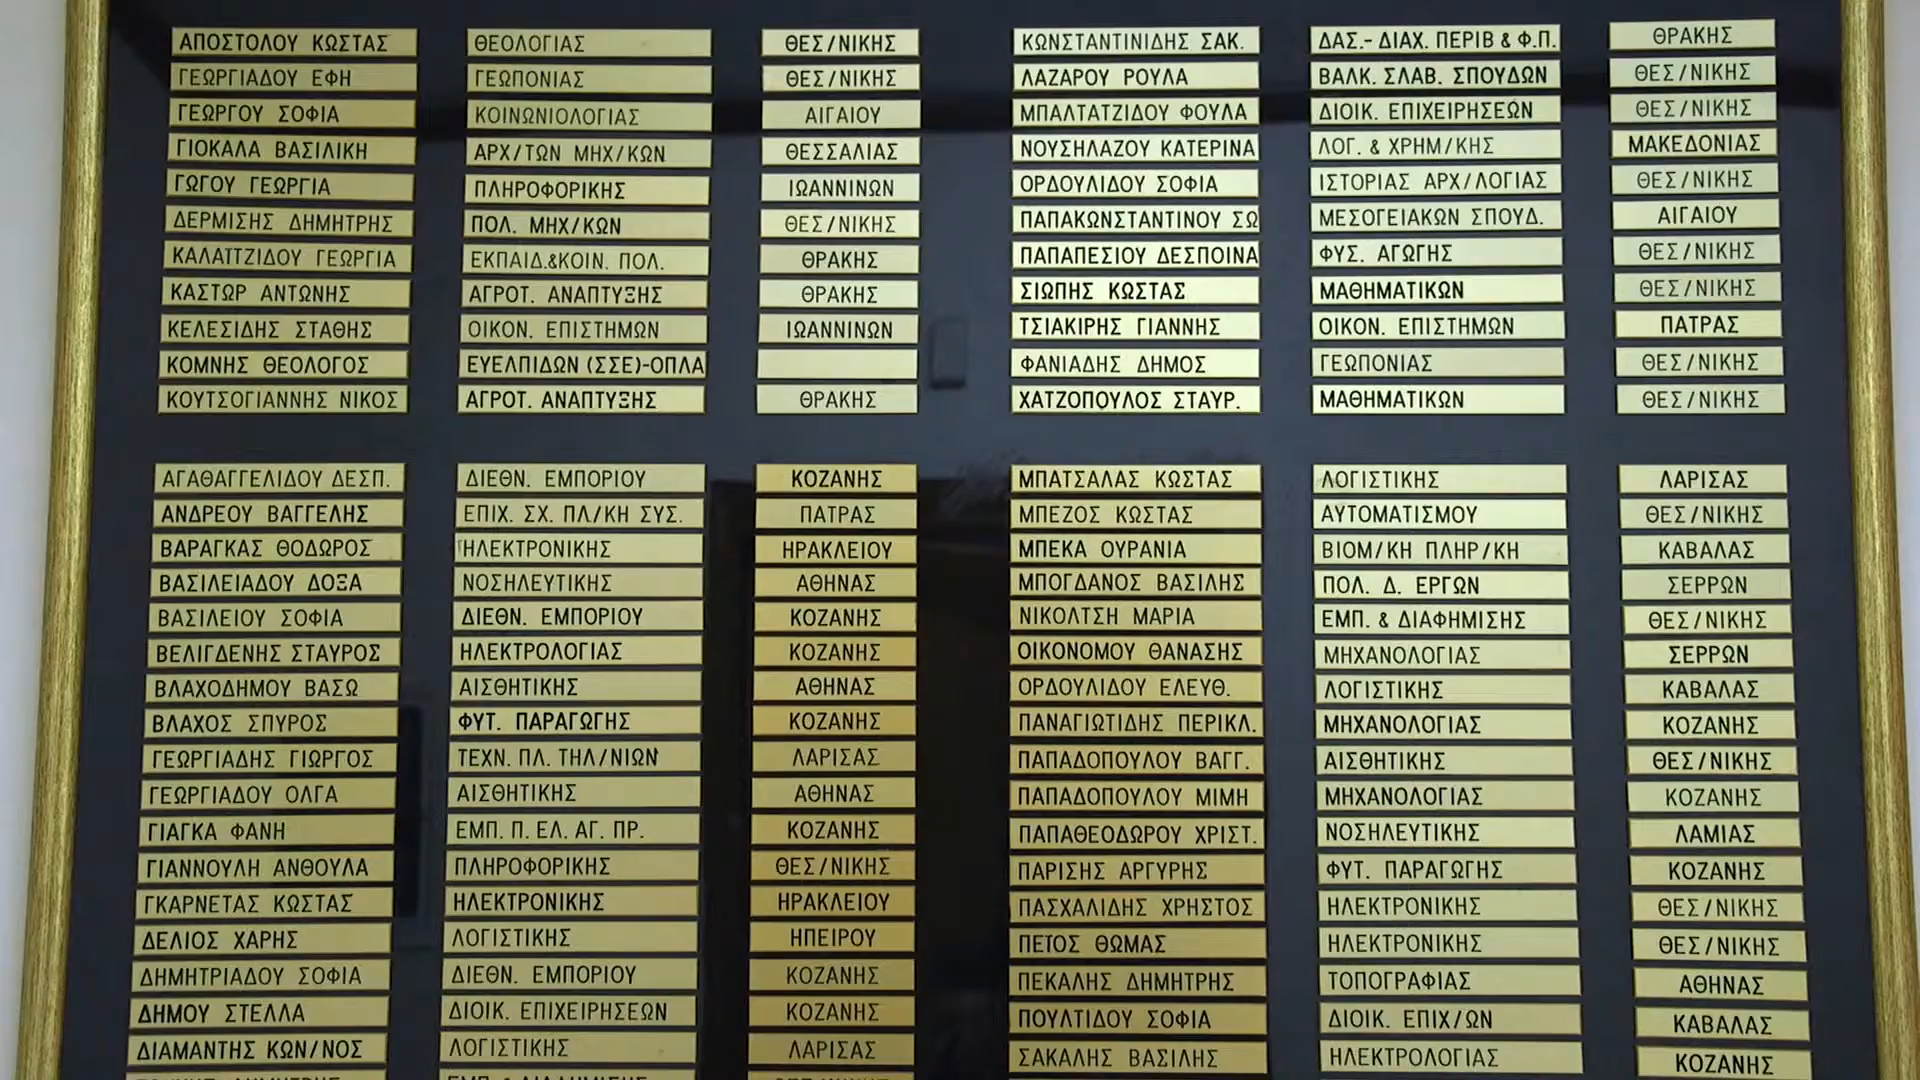 ΑΠΟΣΤΟΛΟΥ ΚΩΣΤΑΣ ΘΕΟΛΟΓΙΑΣ ΘΕΣ/ΝΙΚΗΣ
ΓΕΩΡΓΙΑΔΟΥ ΕΦΗ ΓΕΩΠΟΝΙΑΣ ΘΕΣ/ΝΙΚΗΣ
ΓΕΩΡΓΟΥ ΣΟΦΙΑ ΚΟΙΝΩΝΙΟΛΟΓΙΑΣ ΑΙΓΑΙΟΥ
ΓΙΟΚΑΛΑ ΒΑΣΙΛΙΚΗ ΑΡΧ/ΤΩΝ ΜΗΧ/ΚΩΝ ΘΕΣΣΑΛΙΑΣ
ΓΩΓΟΥ ΓΕΩΡΓΙΑ ΠΛΗΡΟΦΟΡΙΚΗΣ ΙΩΑΝΝΙΝΩΝ
ΔΕΡΜΙΣΗΣ ΔΗΜΗΤΡΗΣ ΠΟΛ. ΜΗΧ/ΚΩΝ ΘΕΣ/ΝΙΚΗΣ
ΚΑΛΑΪΤΖΙΔΟΥ ΓΕΩΡΓΙΑ ΕΚΠΑΙΔ.&ΚΟΙΝ. ΠΟΛ. ΘΡΑΚΗΣ
ΚΑΣΤΩΡ ΑΝΤΩΝΗΣ ΑΓΡΟΤ. ΑΝΑΠΤΥΞΗΣ ΘΡΑΚΗΣ
ΚΕΛΕΣΙΔΗΣ ΣΤΑΘΗΣ ΟΙΚΟΝ. ΕΠΙΣΤΗΜΩΝ ΙΩΑΝΝΙΝΩΝ
ΚΟΜΝΗΣ ΘΕΟΛΟΓΟΣ ΕΥΕΛΠΙΔΩΝ (ΣΣΕ)-ΟΠΛΑ
ΚΟΥΤΣΟΓΙΑΝΝΗΣ ΝΙΚΟΣ ΑΓΡΟΤ. ΑΝΑΠΤΥΞΗΣ ΘΡΑΚΗΣ
ΚΩΝΣΤΑΝΤΙΝΙΔΗΣ ΣΑΚ. ΔΑΣ.- ΔΙΑΧ. ΠΕΡΙΒ & Φ.Π. ΘΡΑΚΗΣ
ΛΑΖΑΡΟΥ ΡΟΥΛΑ ΒΑΛΚ. ΣΛΑΒ. ΣΠΟΥΔΩΝ ΘΕΣ/ΝΙΚΗΣ
ΜΠΑΛΤΑΤΖΙΔΟΥ ΦΟΥΛΑ ΔΙΟΙΚ. ΕΠΙΧΕΙΡΗΣΕΩΝ ΘΕΣ/ΝΙΚΗΣ
ΝΟΥΣΗΛΑΖΟΥ ΚΑΤΕΡΙΝΑ ΛΟΓ. & ΧΡΗΜ/ΚΗΣ ΜΑΚΕΔΟΝΙΑΣ
ΟΡΔΟΥΛΙΔΟΥ ΣΟΦΙΑ ΙΣΤΟΡΙΑΣ ΑΡΧ/ΛΟΓΙΑΣ ΘΕΣ/ΝΙΚΗΣ
ΠΑΠΑΚΩΝΣΤΑΝΤΙΝΟΥ ΣΩ ΜΕΣΟΓΕΙΑΚΩΝ ΣΠΟΥΔ. ΑΙΓΑΙΟΥ
ΠΑΠΑΠΕΣΙΟΥ ΔΕΣΠΟΙΝΑ ΦΥΣ. ΑΓΩΓΗΣ ΘΕΣ/ΝΙΚΗΣ
ΣΙΩΠΗΣ ΚΩΣΤΑΣ ΜΑΘΗΜΑΤΙΚΩΝ ΘΕΣ/ΝΙΚΗΣ
ΤΣΙΑΚΙΡΗΣ ΓΙΑΝΝΗΣ ΟΙΚΟΝ. ΕΠΙΣΤΗΜΩΝ ΠΑΤΡΑΣ
ΦΑΝΙΑΔΗΣ ΔΗΜΟΣ ΓΕΩΠΟΝΙΑΣ ΘΕΣ/ΝΙΚΗΣ
ΧΑΤΖΟΠΟΥΛΟΣ ΣΤΑΥΡ. ΜΑΘΗΜΑΤΙΚΩΝ ΘΕΣ/ΝΙΚΗΣ
ΑΓΑΘΑΓΓΕΛΙΔΟΥ ΔΕΣΠ. ΔΙΕΘΝ. ΕΜΠΟΡΙΟΥ ΚΟΖΑΝΗΣ
ΑΝΔΡΕΟΥ ΒΑΓΓΕΛΗΣ ΕΠΙΧ. ΣΧ. ΠΛ/ΚΗ ΣΥΣ. ΠΑΤΡΑΣ
ΒΑΡΑΓΚΑΣ ΘΟΔΩΡΟΣ ΗΛΕΚΤΡΟΝΙΚΗΣ ΗΡΑΚΛΕΙΟΥ
ΒΑΣΙΛΕΙΑΔΟΥ ΔΟΞΑ ΝΟΣΗΛΕΥΤΙΚΗΣ ΑΘΗΝΑΣ
ΒΑΣΙΛΕΙΟΥ ΣΟΦΙΑ ΔΙΕΘΝ. ΕΜΠΟΡΙΟΥ ΚΟΖΑΝΗΣ
ΒΕΛΙΓΔΕΝΗΣ ΣΤΑΥΡΟΣ ΗΛΕΚΤΡΟΛΟΓΙΑΣ ΚΟΖΑΝΗΣ
ΒΛΑΧΟΔΗΜΟΥ ΒΑΣΩ ΑΙΣΘΗΤΙΚΗΣ ΑΘΗΝΑΣ
ΒΛΑΧΟΣ ΣΠΥΡΟΣ ΦΥΤ. ΠΑΡΑΓΩΓΗΣ ΚΟΖΑΝΗΣ
ΓΕΩΡΓΙΑΔΗΣ ΓΙΩΡΓΟΣ ΤΕΧΝ. ΠΛ. ΤΗΛ/ΝΙΩΝ ΛΑΡΙΣΑΣ
ΓΕΩΡΓΙΑΔΟΥ ΟΛΓΑ ΑΙΣΘΗΤΙΚΗΣ ΑΘΗΝΑΣ
ΓΙΑΓΚΑ ΦΑΝΗ ΕΜΠ. Π. ΕΛ. ΑΓ. ΠΡ. ΚΟΖΑΝΗΣ
ΓΙΑΝΝΟΥΛΗ ΑΝΘΟΥΛΑ ΠΛΗΡΟΦΟΡΙΚΗΣ ΘΕΣ/ΝΙΚΗΣ
ΓΚΑΡΝΕΤΑΣ ΚΩΣΤΑΣ ΗΛΕΚΤΡΟΝΙΚΗΣ ΗΡΑΚΛΕΙΟΥ
ΔΕΛΙΟΣ ΧΑΡΗΣ ΛΟΓΙΣΤΙΚΗΣ ΗΠΕΙΡΟΥ
ΔΗΜΗΤΡΙΑΔΟΥ ΣΟΦΙΑ ΔΙΕΘΝ. ΕΜΠΟΡΙΟΥ ΚΟΖΑΝΗΣ
ΔΗΜΟΥ ΣΤΕΛΛΑ ΔΙΟΙΚ. ΕΠΙΧΕΙΡΗΣΕΩΝ ΚΟΖΑΝΗΣ
ΔΙΑΜΑΝΤΗΣ ΚΩΝ/ΝΟΣ ΛΟΓΙΣΤΙΚΗΣ ΛΑΡΙΣΑΣ
ΜΠΑΤΣΑΛΑΣ ΚΩΣΤΑΣ ΛΟΓΙΣΤΙΚΗΣ ΛΑΡΙΣΑΣ
ΜΠΕΖΟΣ ΚΩΣΤΑΣ ΑΥΤΟΜΑΤΙΣΜΟΥ ΘΕΣ/ΝΙΚΗΣ
ΜΠΕΚΑ ΟΥΡΑΝΙΑ ΒΙΟΜ/ΚΗ ΠΛΗΡ/ΚΗ ΚΑΒΑΛΑΣ
ΜΠΟΓΔΑΝΟΣ ΒΑΣΙΛΗΣ ΠΟΛ. Δ. ΕΡΓΩΝ ΣΕΡΡΩΝ
ΝΙΚΟΛΤΣΗ ΜΑΡΙΑ ΕΜΠ. & ΔΙΑΦΗΜΙΣΗΣ ΘΕΣ/ΝΙΚΗΣ
ΟΙΚΟΝΟΜΟΥ ΘΑΝΑΣΗΣ ΜΗΧΑΝΟΛΟΓΙΑΣ ΣΕΡΡΩΝ
ΟΡΔΟΥΛΙΔΟΥ ΕΛΕΥΘ. ΛΟΓΙΣΤΙΚΗΣ ΚΑΒΑΛΑΣ
ΠΑΝΑΓΙΩΤΙΔΗΣ ΠΕΡΙΚΛ. ΜΗΧΑΝΟΛΟΓΙΑΣ ΚΟΖΑΝΗΣ
ΠΑΠΑΔΟΠΟΥΛΟΥ ΒΑΓΓ. ΑΙΣΘΗΤΙΚΗΣ ΘΕΣ/ΝΙΚΗΣ
ΠΑΠΑΔΟΠΟΥΛΟΥ ΜΙΜΗ ΜΗΧΑΝΟΛΟΓΙΑΣ ΚΟΖΑΝΗΣ
ΠΑΠΑΘΕΟΔΩΡΟΥ ΧΡΙΣΤ. ΝΟΣΗΛΕΥΤΙΚΗΣ ΛΑΜΙΑΣ
ΠΑΡΙΣΗΣ ΑΡΓΥΡΗΣ ΦΥΤ. ΠΑΡΑΓΩΓΗΣ ΚΟΖΑΝΗΣ
ΠΑΣΧΑΛΙΔΗΣ ΧΡΗΣΤΟΣ ΗΛΕΚΤΡΟΝΙΚΗΣ ΘΕΣ/ΝΙΚΗΣ
ΠΕΤΟΣ ΘΩΜΑΣ ΗΛΕΚΤΡΟΝΙΚΗΣ ΘΕΣ/ΝΙΚΗΣ
ΠΕΚΑΛΗΣ ΔΗΜΗΤΡΗΣ ΤΟΠΟΓΡΑΦΙΑΣ ΑΘΗΝΑΣ
ΠΟΥΛΤΙΔΟΥ ΣΟΦΙΑ ΔΙΟΙΚ. ΕΠΙΧ/ΩΝ ΚΑΒΑΛΑΣ
ΣΑΚΑΛΗΣ ΒΑΣΙΛΗΣ ΗΛΕΚΤΡΟΛΟΓΙΑΣ ΚΟΖΑΝΗΣ